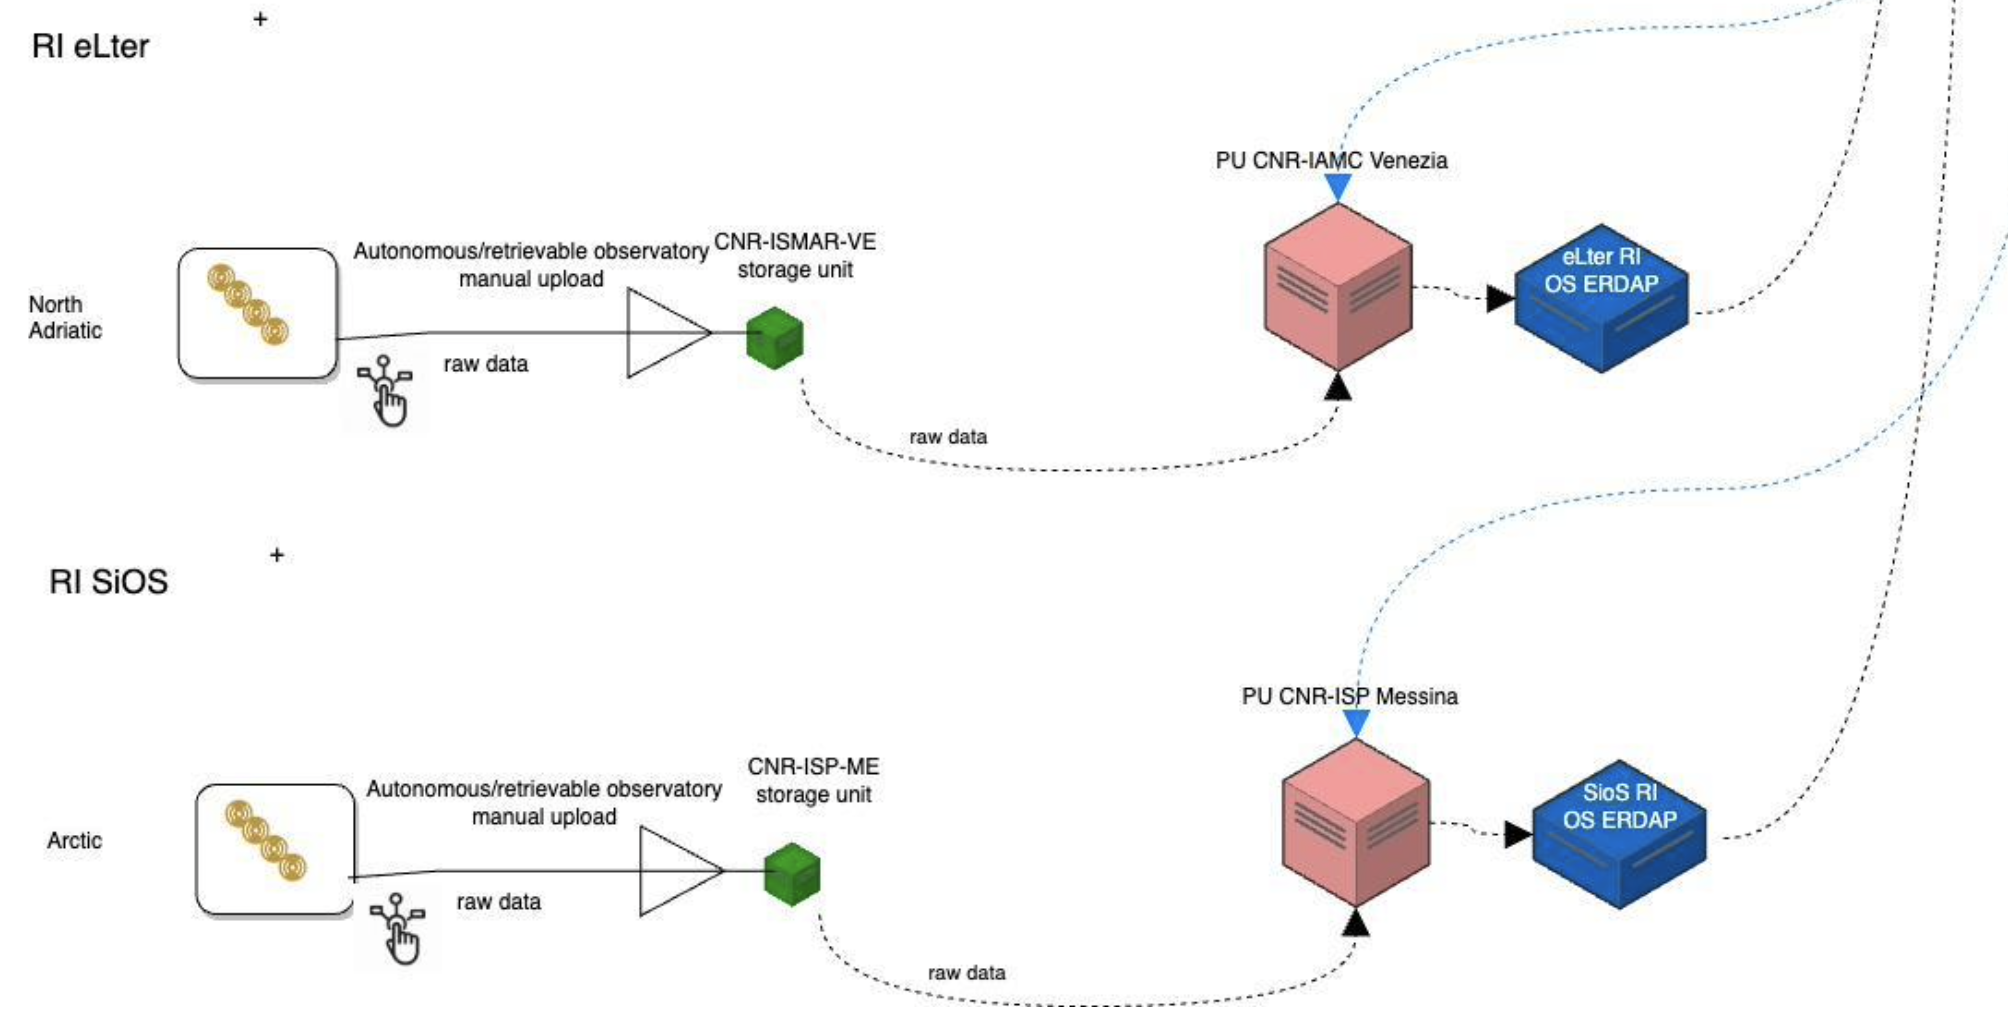 +
RI eLter
PU CNR-IAMC Venezia
Autonomous/retrievable observatory
manual upload
CNR-ISMAR-VE
storage unit
eLter RI
OS ERDAP
North
Adriatic
raw data
raw data
+
RI SiOS
PU CNR-ISP Messina
Autonomous/retrievable observatory
manual upload
CNR-ISP-ME
storage unit
SioS RI
OS ERDAP
Arctic
raw data
raw data